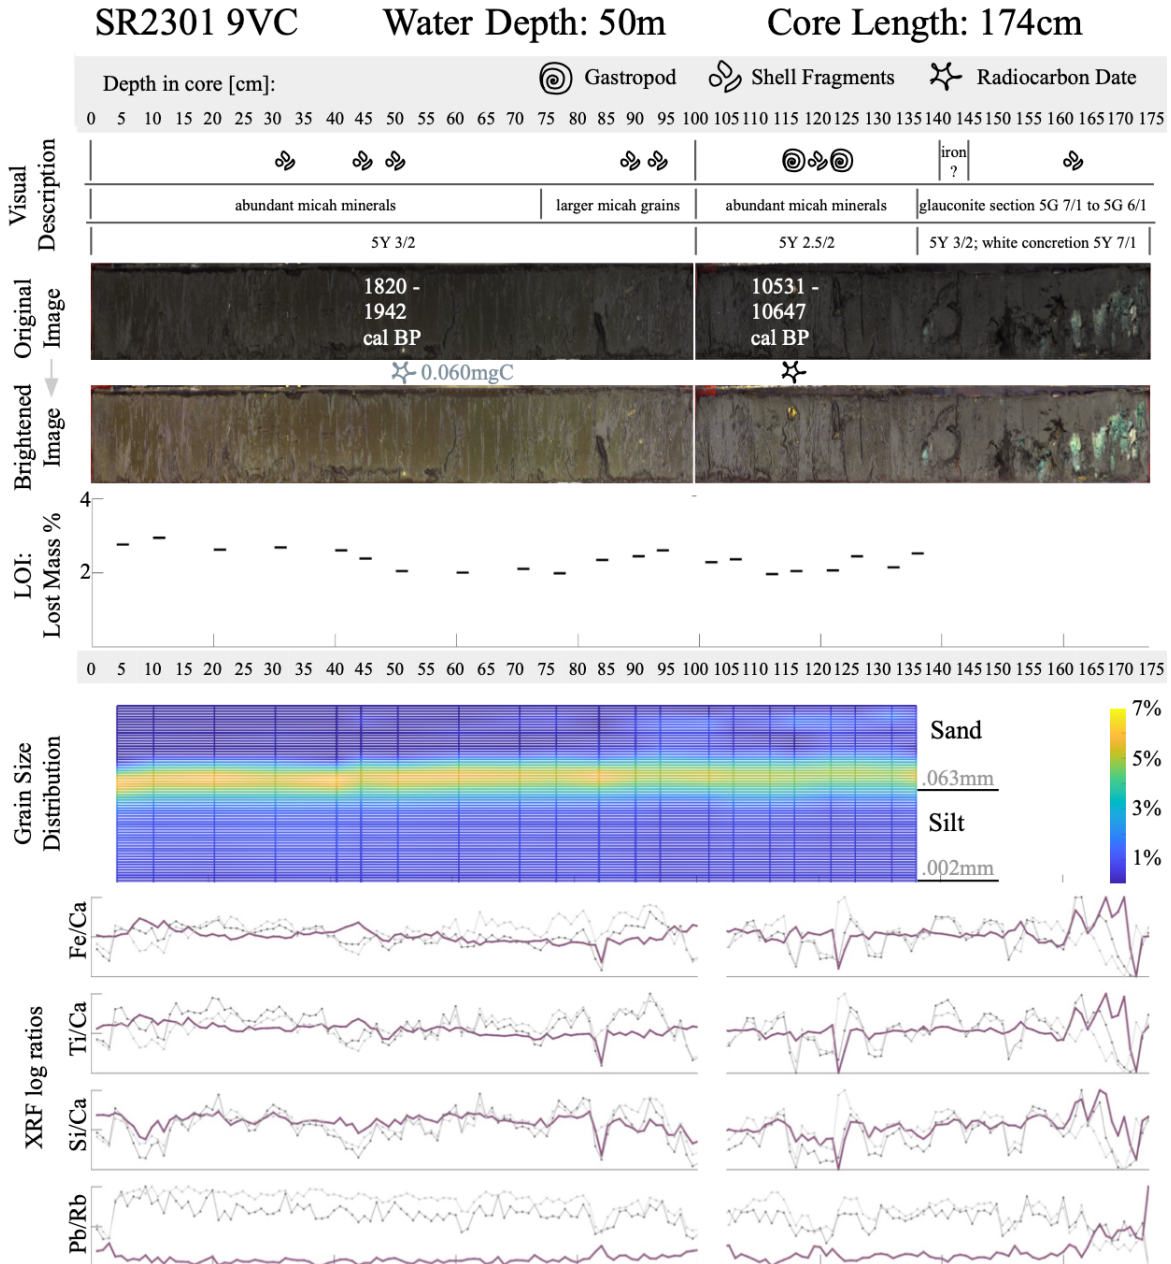 SR2301 9VC Water Depth: 50m Core Length: 174cm
Depth in core [cm]: Gastropod Shell Fragments Radiocarbon Date
0 5 10 15 20 25 30 35 40 45 50 55 60 65 70 75 80 85 90 95 100 105 110 115 120 125 130 135 140 145 150 155 160 165 170 175
Visual
Description
iron
?
abundant micah minerals larger micah grains abundant micah minerals glauconite section 5G 7/1 to 5G 6/1
5Y 3/2 5Y 2.5/2 5Y 3/2; white concretion 5Y 7/1
Original
Image
1820 -
1942
cal BP
10531 -
10647
cal BP
0.060mgC
Brightened
Image
LOI:
Lost Mass %
4
2
0 5 10 15 20 25 30 35 40 45 50 55 60 65 70 75 80 85 90 95 100 105 110 115 120 125 130 135 140 145 150 155 160 165 170 175
Grain Size
Distribution
Sand
.063mm
Silt
.002mm
7%
5%
3%
1%
XRF log ratios
Fe/Ca
Ti/Ca
Si/Ca
Pb/Rb